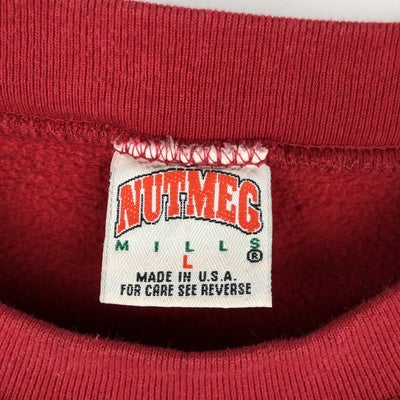 NUTMEG
MILLS
L ®
MADE IN U.S.A.
FOR CARE SEE REVERSE